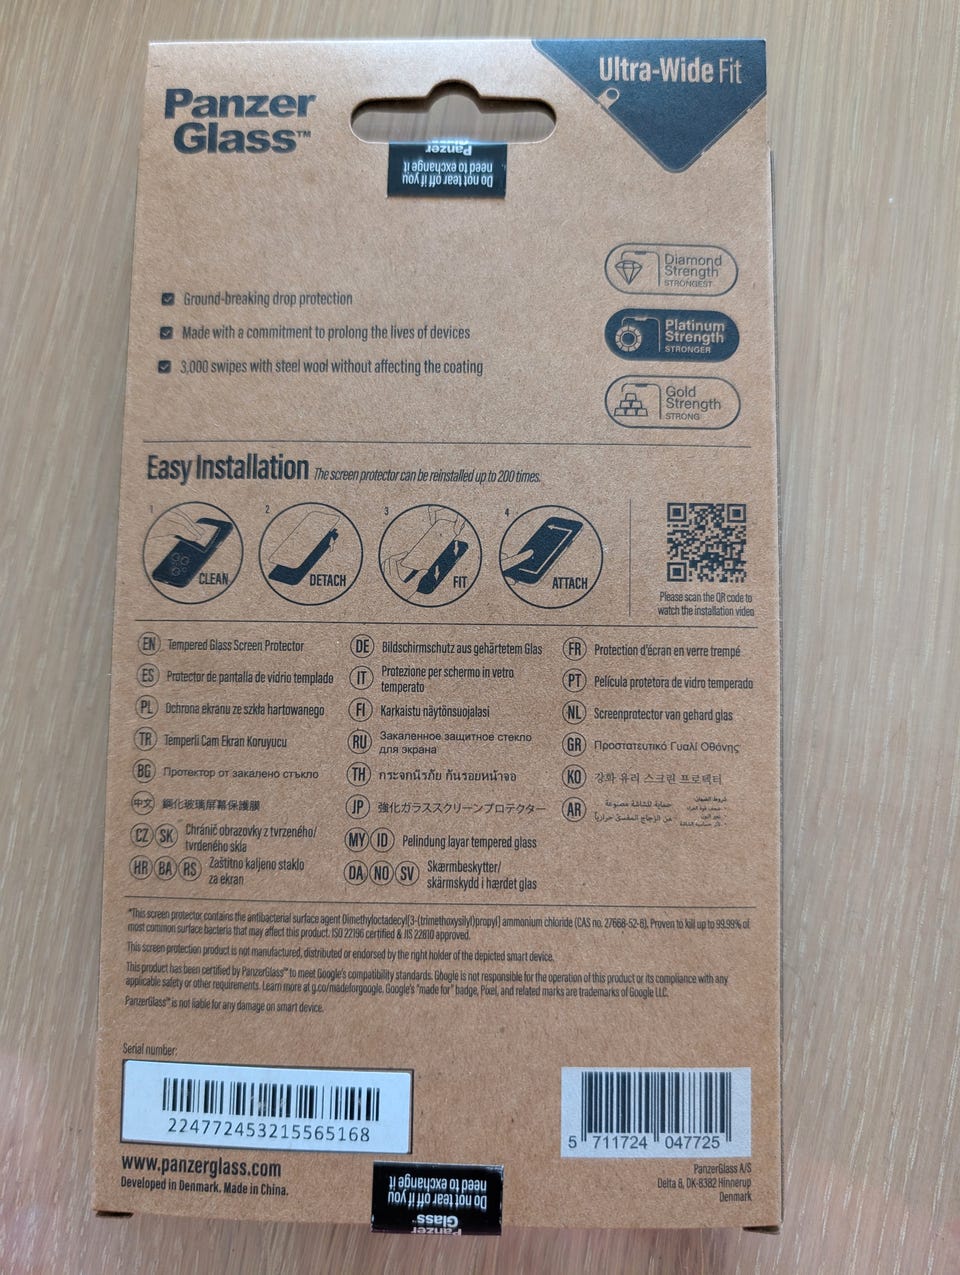 Panzer
Glass™
Ultra-Wide Fit
Panzer
Do not tear off if you
need to exchange it
Diamond
Strength
STRONGEST
Platinum
Strength
STRONGER
Gold
Strength
STRONG
Ground-breaking drop protection
Made with a commitment to prolong the lives of devices
3,000 swipes with steel wool without affecting the coating
Easy Installation The screen protector can be reinstalled up to 200 times.
1 CLEAN
2 DETACH
3 FIT
4 ATTACH
Please scan the QR code to
watch the installation video
EN Tempered Glass Screen Protector
DE Bildschirmschutz aus gehärtetem Glas
FR Protection d'écran en verre trempé
ES Protector de pantalla de vidrio templado
IT Protezione per schermo in vetro
temperato
PT Película protetora de vidro temperado
PL Ochrona ekranu ze szkła hartowanego
FI Karkaistu näytönsuojalasi
NL Screenprotector van gehard glas
TR Temperli Cam Ekran Koruyucu
RU Закаленное защитное стекло
для экрана
GR Προστατευτικό Γυαλί Οθόνης
BG Протектор от закалено стъкло
TH กระจกนิรภัย กันรอยหน้าจอ
KO 강화 유리 스크린 프로텍터
中文 鋼化玻璃屏幕保護膜
JP 強化ガラススクリーンプロテクター
AR حماية للشاشة مصنوعة
من الزجاج المقسى حرارياً
CZ SK Chránič obrazovky z tvrzeného/
tvrdeného skla
MY ID Pelindung layar tempered glass
HR BA RS Zaštitno kaljeno staklo
za ekran
DA NO SV Skærmbeskytter/
skärmskydd i hærdet glas
*This screen protector contains the antibacterial surface agent Dimethyloctadecyl[3-(trimethoxysilyl)propyl] ammonium chloride (CAS no. 27668-52-6). Proven to kill up to 99.99% of
most common surface bacteria that may affect this product. ISO 22196 certified & JIS 22810 approved.
This screen protection product is not manufactured, distributed or endorsed by the right holder of the depicted smart device.
This product has been certified by PanzerGlass™ to meet Google's compatibility standards. Google is not responsible for the operation of this product or its compliance with any
applicable safety or other requirements. Learn more at g.co/madeforgoogle. Google's "made for" badge, Pixel, and related marks are trademarks of Google LLC.
PanzerGlass™ is not liable for any damage on smart device.
Serial number:
224772453215565168
5 711724 047725
www.panzerglass.com
Developed in Denmark. Made in China.
PanzerGlass A/S
Delta 8, DK-8382 Hinnerup
Denmark
Do not tear off if you
need to exchange it
Panzer
Glass™